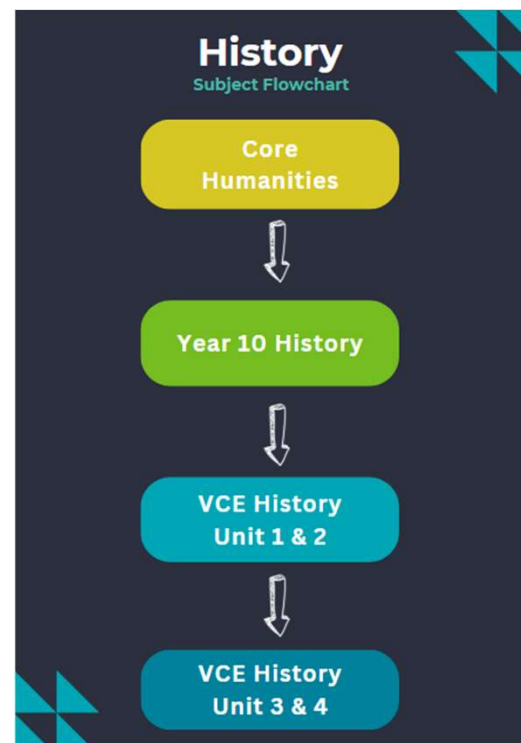 History
Subject Flowchart
Core
Humanities
Year 10 History
VCE History
Unit 1 & 2
VCE History
Unit 3 & 4